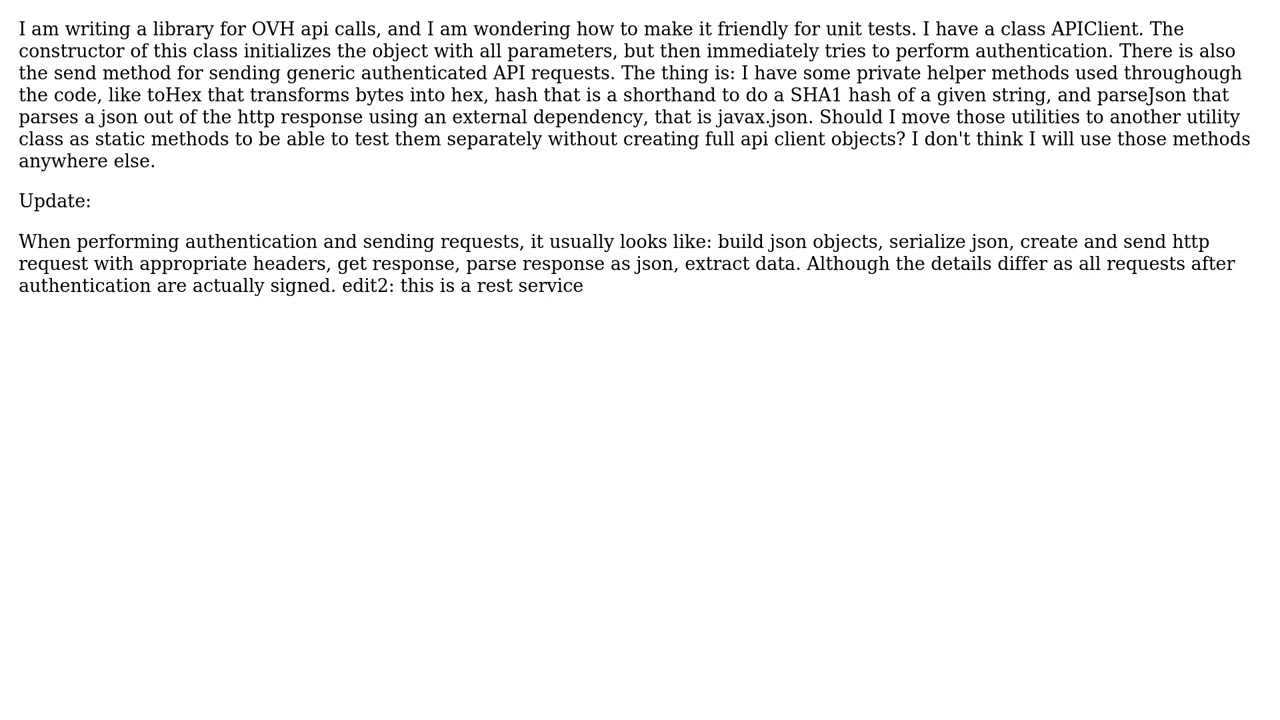 I am writing a library for OVH api calls, and I am wondering how to make it friendly for unit tests. I have a class APIClient. The
constructor of this class initializes the object with all parameters, but then immediately tries to perform authentication. There is also
the send method for sending generic authenticated API requests. The thing is: I have some private helper methods used throughough
the code, like toHex that transforms bytes into hex, hash that is a shorthand to do a SHA1 hash of a given string, and parseJson that
parses a json out of the http response using an external dependency, that is javax.json. Should I move those utilities to another utility
class as static methods to be able to test them separately without creating full api client objects? I don't think I will use those methods
anywhere else.
Update:
When performing authentication and sending requests, it usually looks like: build json objects, serialize json, create and send http
request with appropriate headers, get response, parse response as json, extract data. Although the details differ as all requests after
authentication are actually signed. edit2: this is a rest service